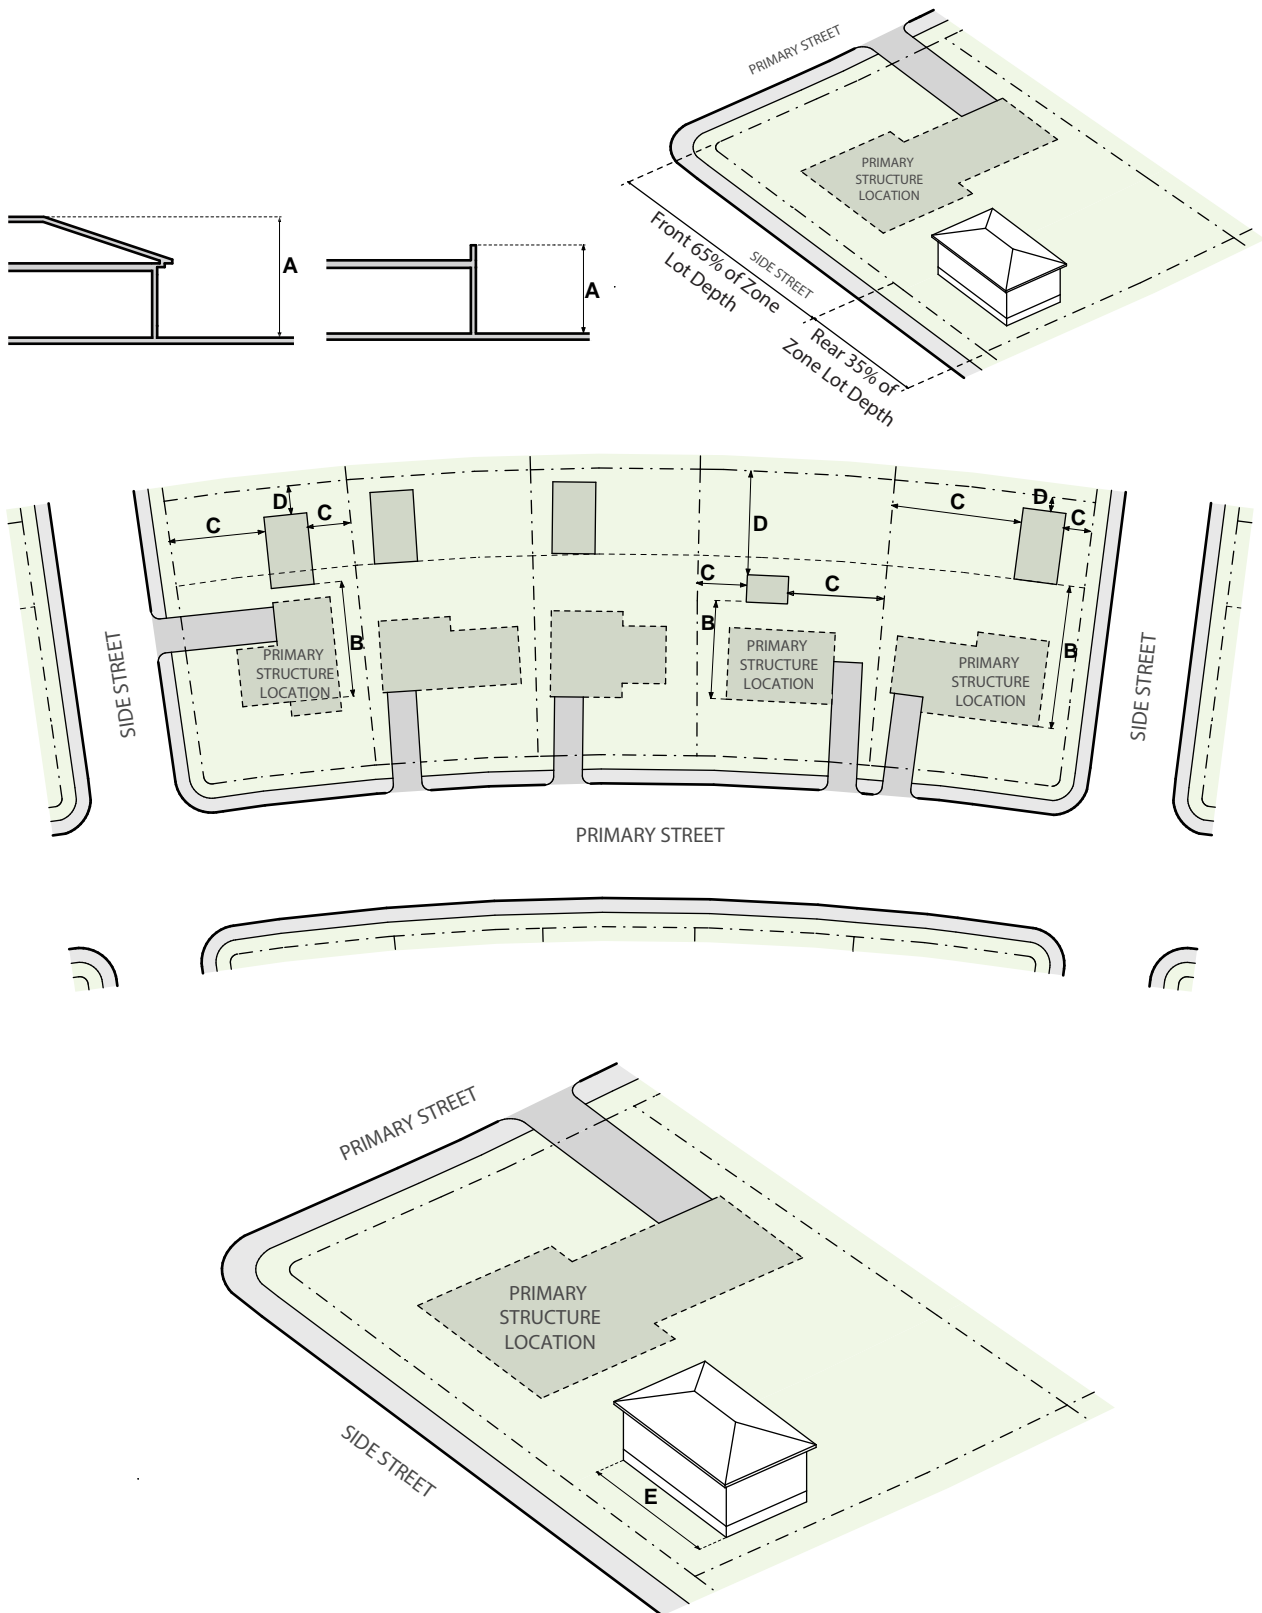 PRIMARY STREET
PRIMARY
STRUCTURE
LOCATION
A
A
Front 65% of Zone
Lot Depth
SIDE STREET
Rear 35% of
Zone Lot Depth
D
C
C
D
C
C
C
D
C
B
B
B
PRIMARY
STRUCTURE
LOCATION
PRIMARY
STRUCTURE
LOCATION
PRIMARY
STRUCTURE
LOCATION
SIDE STREET
SIDE STREET
PRIMARY STREET
PRIMARY STREET
PRIMARY
STRUCTURE
LOCATION
SIDE STREET
E